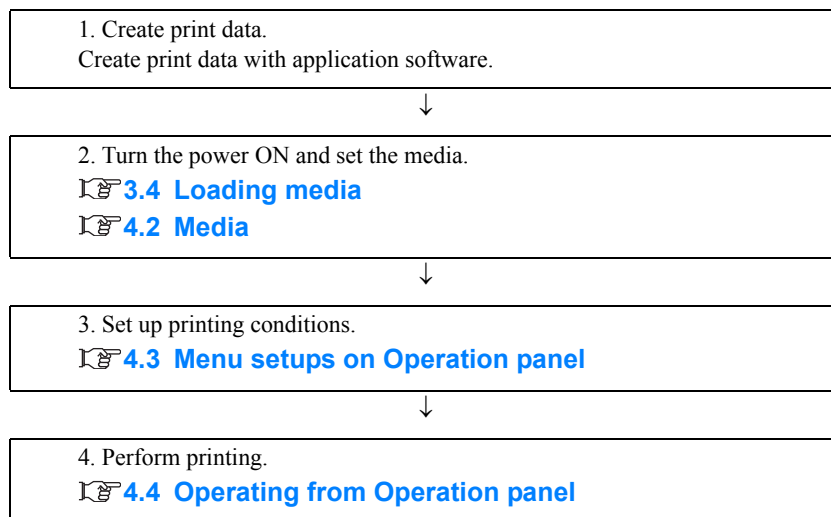 1. Create print data.
Create print data with application software.
↓
2. Turn the power ON and set the media.
3.4 Loading media
4.2 Media
↓
3. Set up printing conditions.
4.3 Menu setups on Operation panel
↓
4. Perform printing.
4.4 Operating from Operation panel